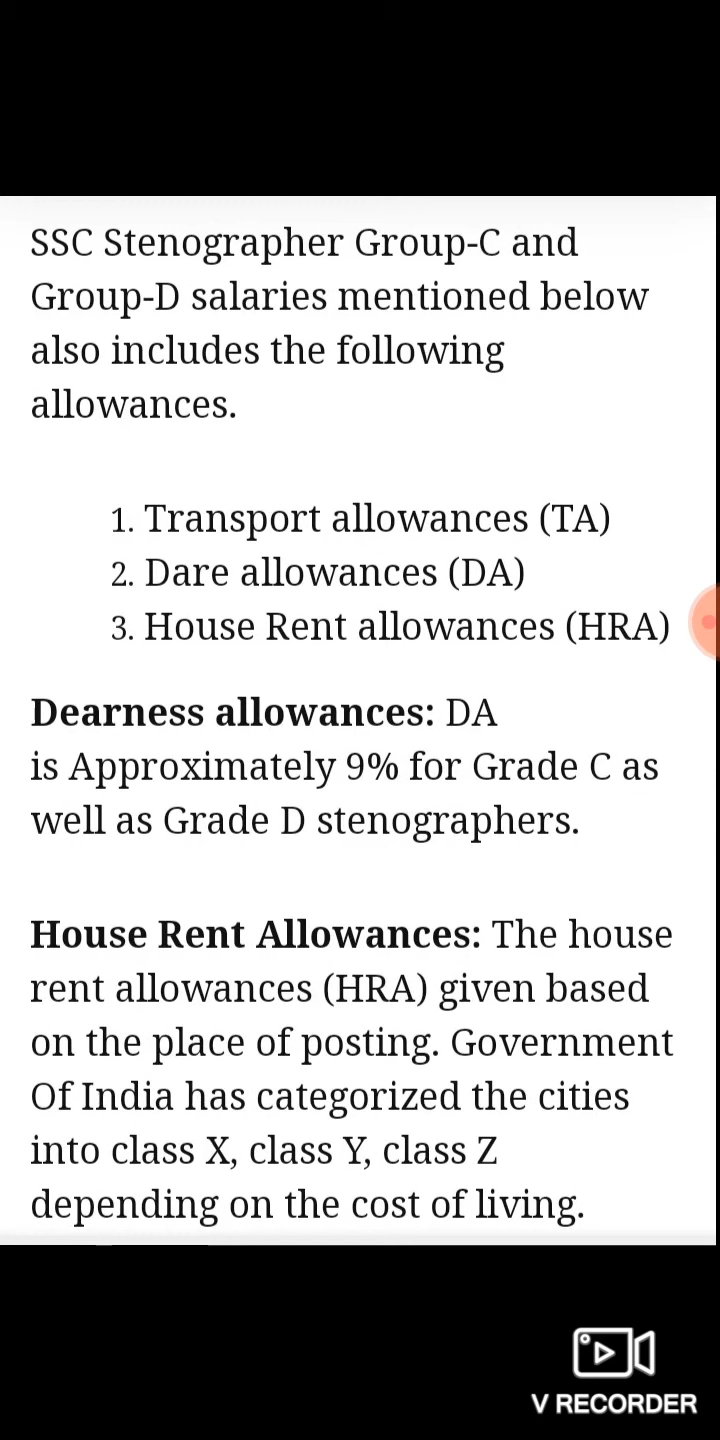 SSC Stenographer Group-C and
Group-D salaries mentioned below
also includes the following
allowances.
1. Transport allowances (TA)
2. Dare allowances (DA)
3. House Rent allowances (HRA)
Dearness allowances: DA
is Approximately 9% for Grade C as
well as Grade D stenographers.
House Rent Allowances: The house
rent allowances (HRA) given based
on the place of posting. Government
Of India has categorized the cities
into class X, class Y, class Z
depending on the cost of living.
V RECORDER